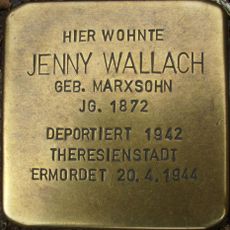 HIER WOHNTE
JENNY WALLACH
GEB. MARXSOHN
JG. 1872
DEPORTIERT 1942
THERESIENSTADT
ERMORDET 20.4.1944